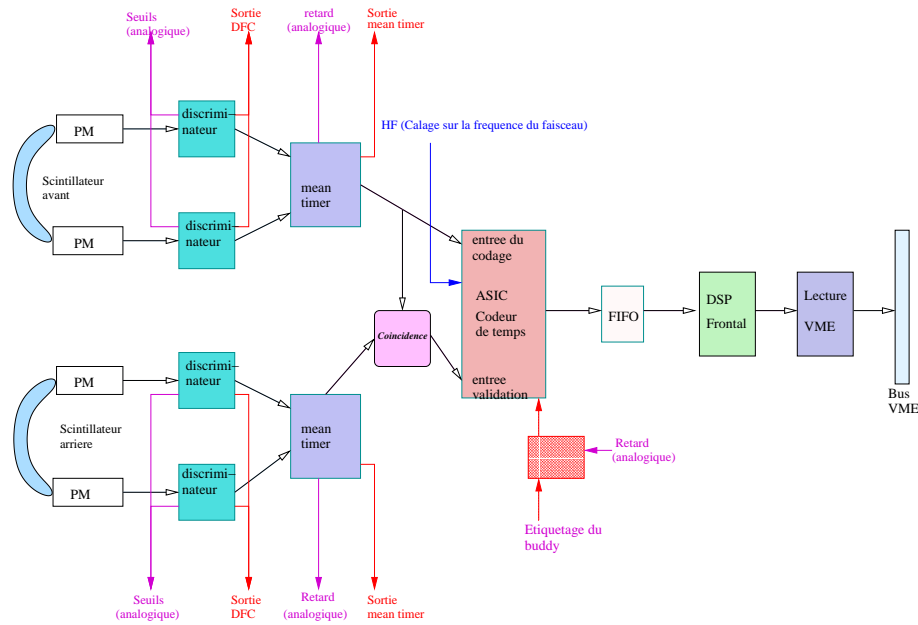 Seuils
(analogique)
Sortie
DFC
retard
analogique)
Sortie
mean timer
PM
discrimi−
nateur
HF (Calage sur la frequence du faisceau)
Scintillateur
avant
mean
timer
PM
discrimi−
nateur
entree du
codage
ASIC
Codeur
de temps
entree
validation
FIFO
DSP
Frontal
Lecture
VME
Bus
VME
Coincidence
PM
discrimi−
nateur
Scintillateur
arriere
mean
timer
PM
discrimi−
nateur
Retard
(analogique)
Etiquetage du
buddy
Seuils
(analogique)
Sortie
DFC
Retard
(analogique)
Sortie
mean timer